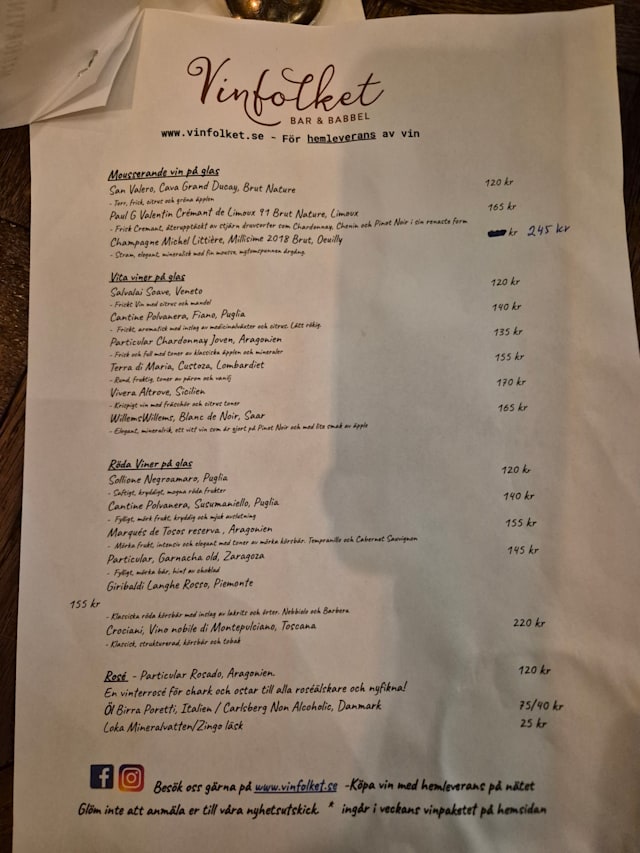 Vinfolket
BAR & BABBEL
www.vinfolket.se - För hemleverans av vin
Mousserande vin på glas
San Valero, Cava Grand Ducay, Brut Nature 120 kr
- Torr, frisk, citrus och gröna äpplen
Paul G Valentin Crémant de Limoux 91 Brut Nature, Limoux 165 kr
- Frisk Cremant, återupptäckt av stjärn druvsorter som Chardonnay, Chenin och Pinot Noir i sin renaste form
Champagne Michel Littière, Millisime 2018 Brut, Oeuilly kr 245 kr
- Stram, elegant, mineralisk med fin mousse, nytomspunnen årgång.
Vita viner på glas
Salvalai Soave, Veneto 120 kr
- Friskt Vin med citrus och mandel
Cantine Polvanera, Fiano, Puglia 140 kr
- Friskt, aromatisk med inslag av medicinalväxter och citrus. Lätt rökig.
Particular Chardonnay Joven, Aragonien 135 kr
- Frisk och full med toner av klassiska äpplen och mineraler
Terra di Maria, Custoza, Lombardiet 155 kr
- Rund, fruktig, toner av päron och vanilj
Vivera Altrove, Sicilien 170 kr
- Krispigt vin med fräschör och citrus toner
WillemsWillems, Blanc de Noir, Saar 165 kr
- Elegant, mineralrik, ett vitt vin som är gjort på Pinot Noir och med lite smak av äpple
Röda Viner på glas
Sollione Negroamaro, Puglia 120 kr
- Saftigt, kryddigt, mogna röda frukter
Cantine Polvanera, Susumaniello, Puglia 140 kr
- Fylligt, mörk frukt, kryddig och mjuk avslutning
Marqués de Tosos reserva , Aragonien 155 kr
- Mörka frukt, intensiv och elegant med toner av mörka körsbär. Tempranillo och Cabernet Sauvignon
Particular, Garnacha old, Zaragoza 145 kr
- Fylligt, mörka bär, hint av choklad
Giribaldi Langhe Rosso, Piemonte
155 kr
- Klassiska röda körsbär med inslag av lakrits och örter. Nebbiolo och Barbera
Crociani, Vino nobile di Montepulciano, Toscana 220 kr
- Klassisk, strukturerad, körsbär och tobak
Rosé - Particular Rosado, Aragonien. 120 kr
En vinterrosé för chark och ostar till alla roséälskare och nyfikna!
Öl Birra Poretti, Italien / Carlsberg Non Alcoholic, Danmark 75/40 kr
Loka Mineralvatten/Zingo läsk 25 kr
Besök oss gärna på www.vinfolket.se -Köpa vin med hemleverans på nätet
Glöm inte att anmäla er till våra nyhetsutskick * ingår i veckans vinpaketet på hemsidan